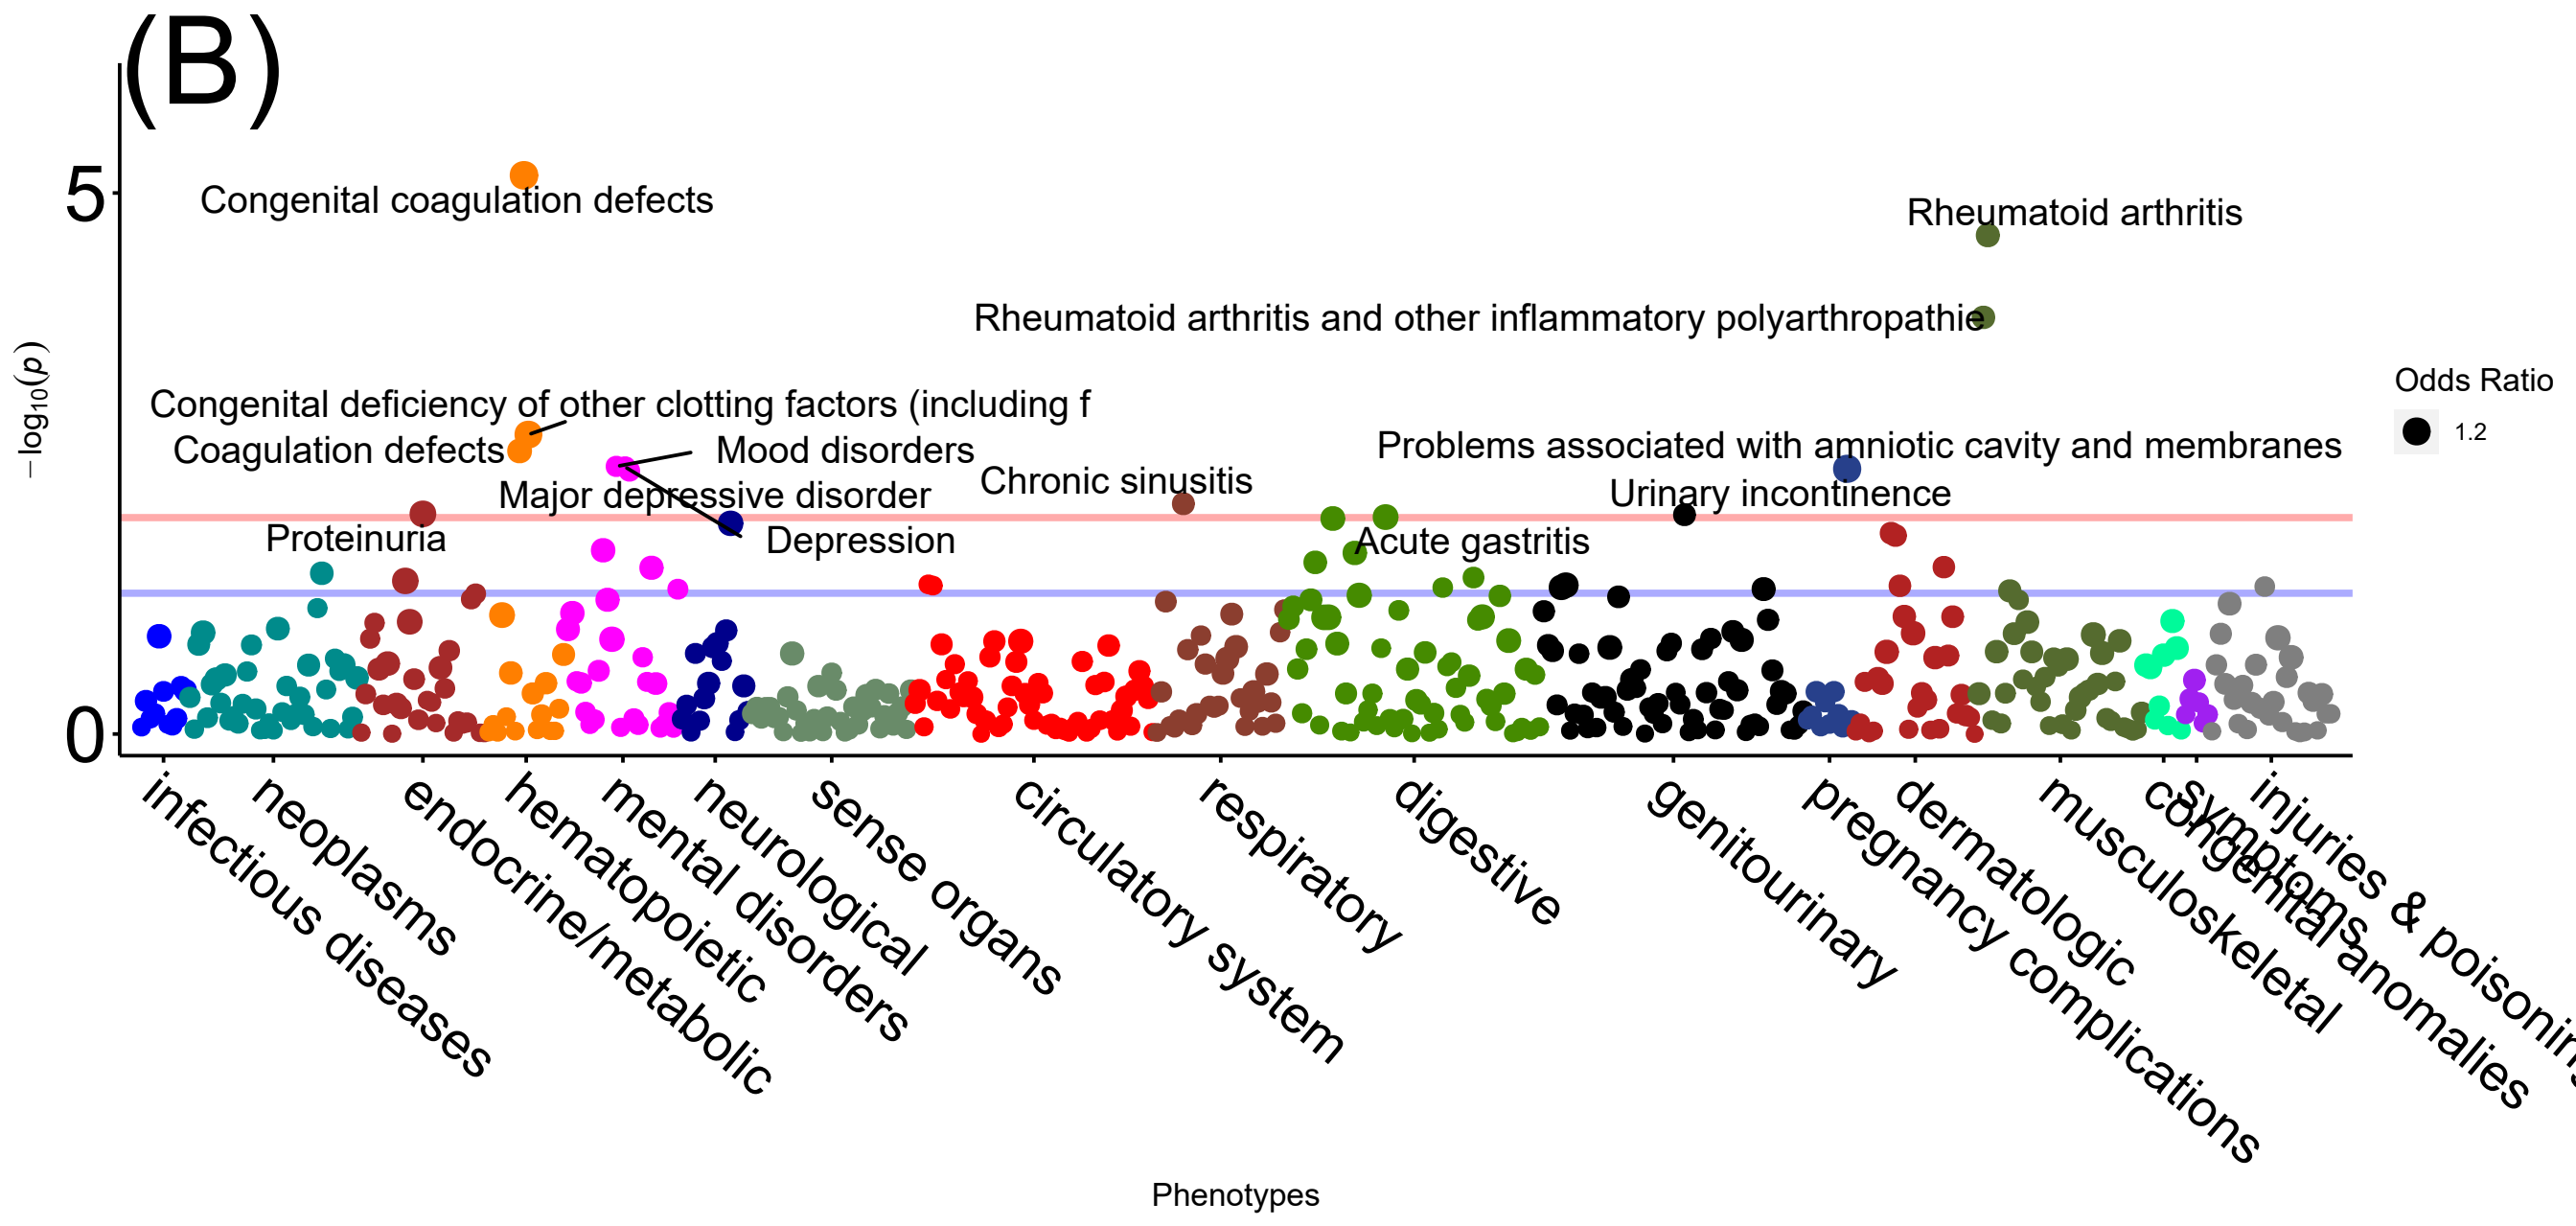 (B)
5
Congenital coagulation defects
Rheumatoid arthritis
Rheumatoid arthritis and other inflammatory polyarthropathie
−log10(p)
Odds Ratio
1.2
Congenital deficiency of other clotting factors (including f
Coagulation defects
Mood disorders
Problems associated with amniotic cavity and membranes
Chronic sinusitis
Major depressive disorder
Urinary incontinence
Proteinuria
Depression
Acute gastritis
0
infectious diseases
neoplasms
endocrine/metabolic
hematopoietic
mental disorders
neurological
sense organs
circulatory system
respiratory
digestive
genitourinary
pregnancy complications
dermatologic
musculoskeletal
congenital anomalies
symptoms
injuries & poisoning
Phenotypes